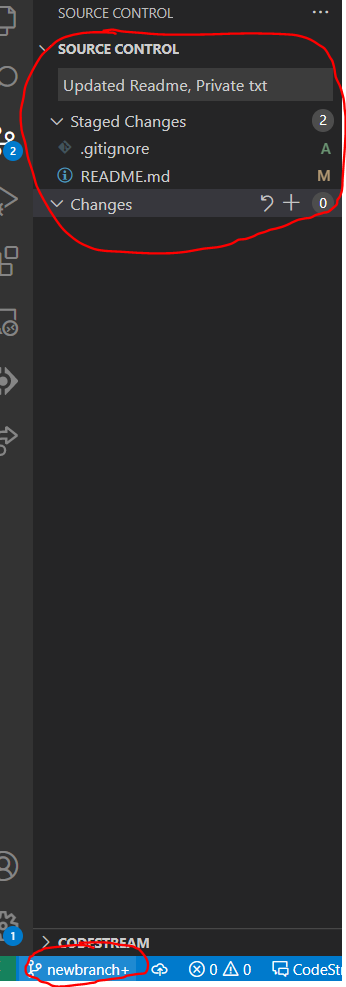 SOURCE CONTROL ...
SOURCE CONTROL
Updated Readme, Private txt
Staged Changes 2
.gitignore A
2
README.md M
Changes 0
1
CODESTREAM
newbranch+ 0 0 CodeStr